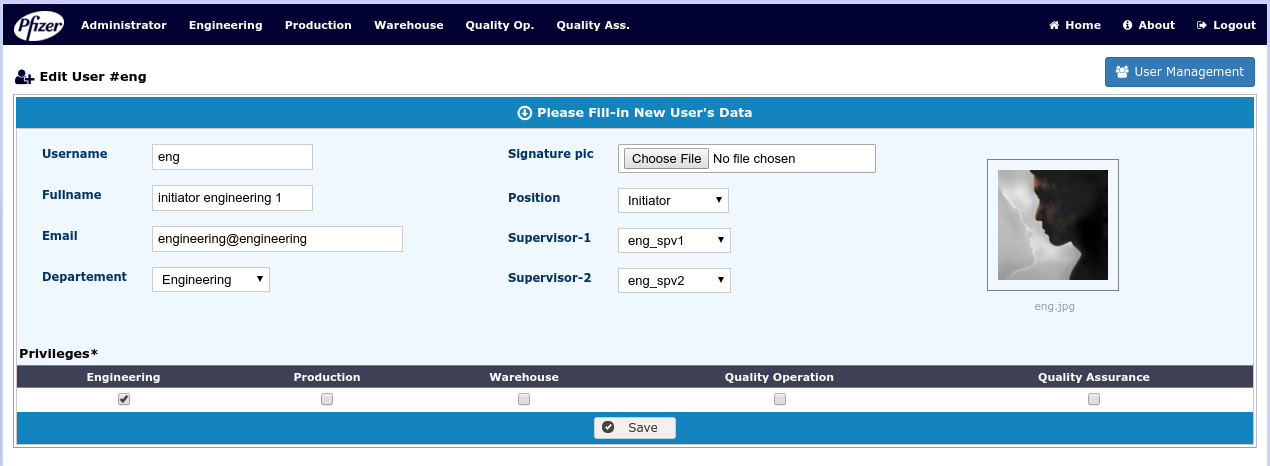 Pfizer Administrator Engineering Production Warehouse Quality Op. Quality Ass. Home About Logout
Edit User #eng
User Management
Please Fill-in New User's Data
Username eng
Signature pic Choose File No file chosen
Fullname initiator engineering 1
Position Initiator
Email engineering@engineering
Supervisor-1 eng_spv1
Departement Engineering
Supervisor-2 eng_spv2
eng.jpg
Privileges*
Engineering Production Warehouse Quality Operation Quality Assurance
Save